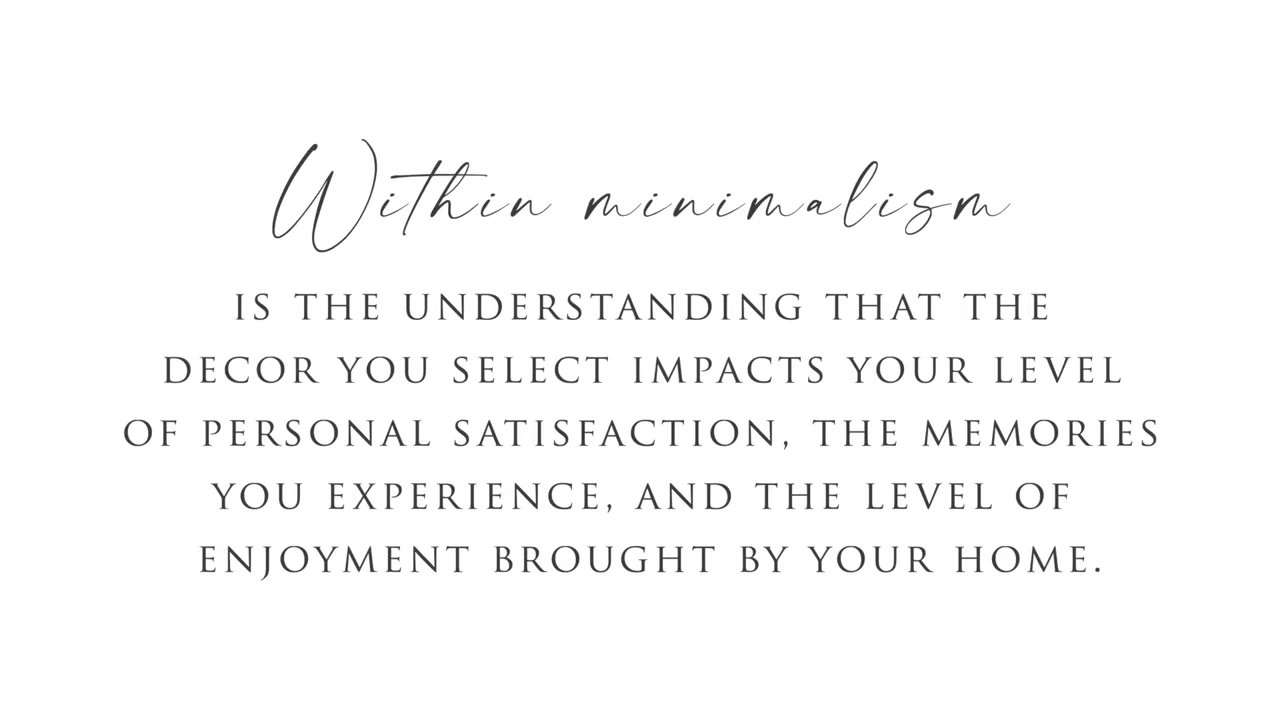 Within minimalism
IS THE UNDERSTANDING THAT THE
DECOR YOU SELECT IMPACTS YOUR LEVEL
OF PERSONAL SATISFACTION, THE MEMORIES
YOU EXPERIENCE, AND THE LEVEL OF
ENJOYMENT BROUGHT BY YOUR HOME.